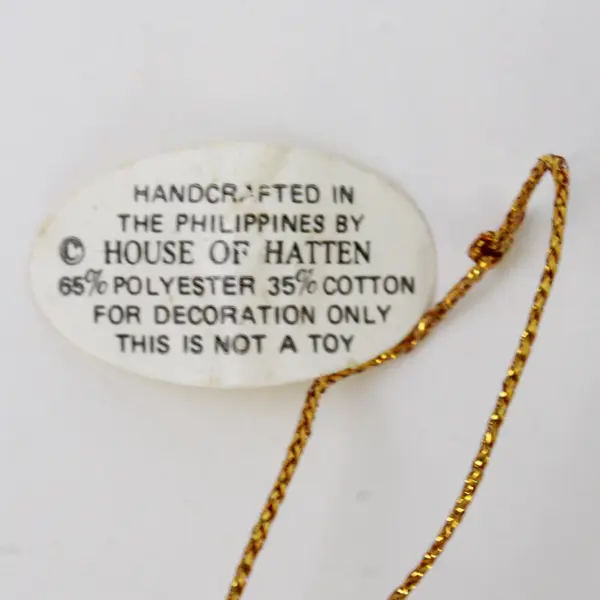 HANDCRAFTED IN
THE PHILIPPINES BY
© HOUSE OF HATTEN
65% POLYESTER 35% COTTON
FOR DECORATION ONLY
THIS IS NOT A TOY